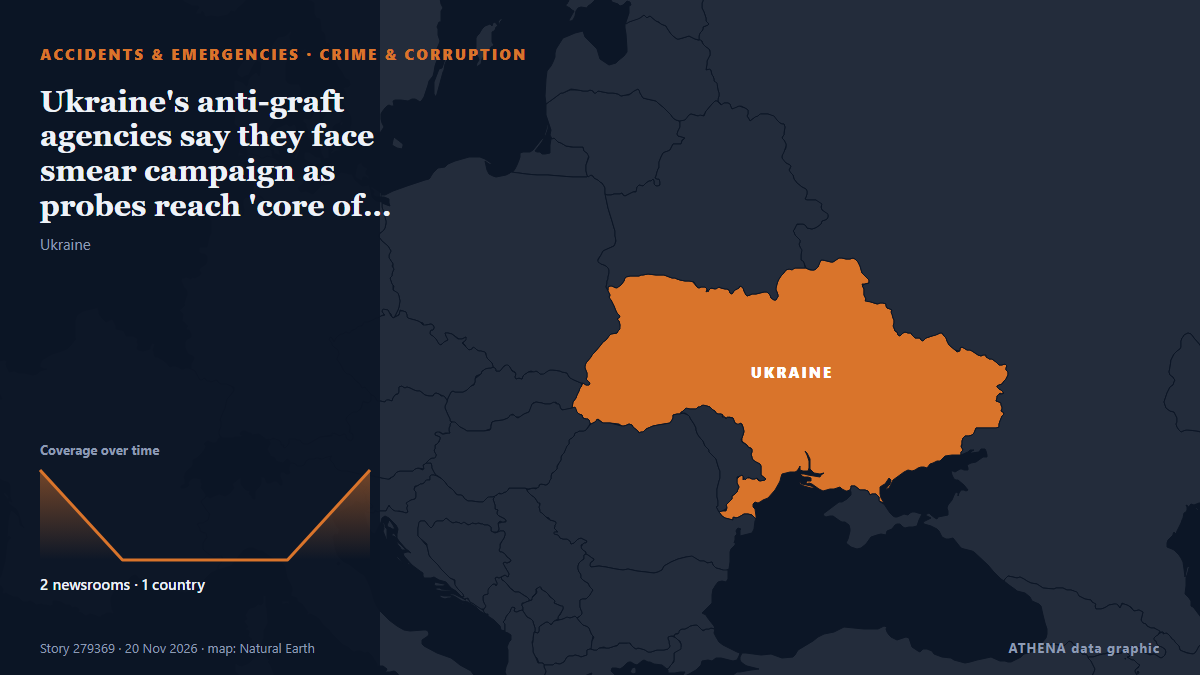 ACCIDENTS & EMERGENCIES · CRIME & CORRUPTION
Ukraine's anti-graft
agencies say they face
smear campaign as
probes reach 'core of...
Ukraine
UKRAINE
Coverage over time
2 newsrooms · 1 country
Story 279369 · 20 Nov 2026 · map: Natural Earth
ATHENA data graphic